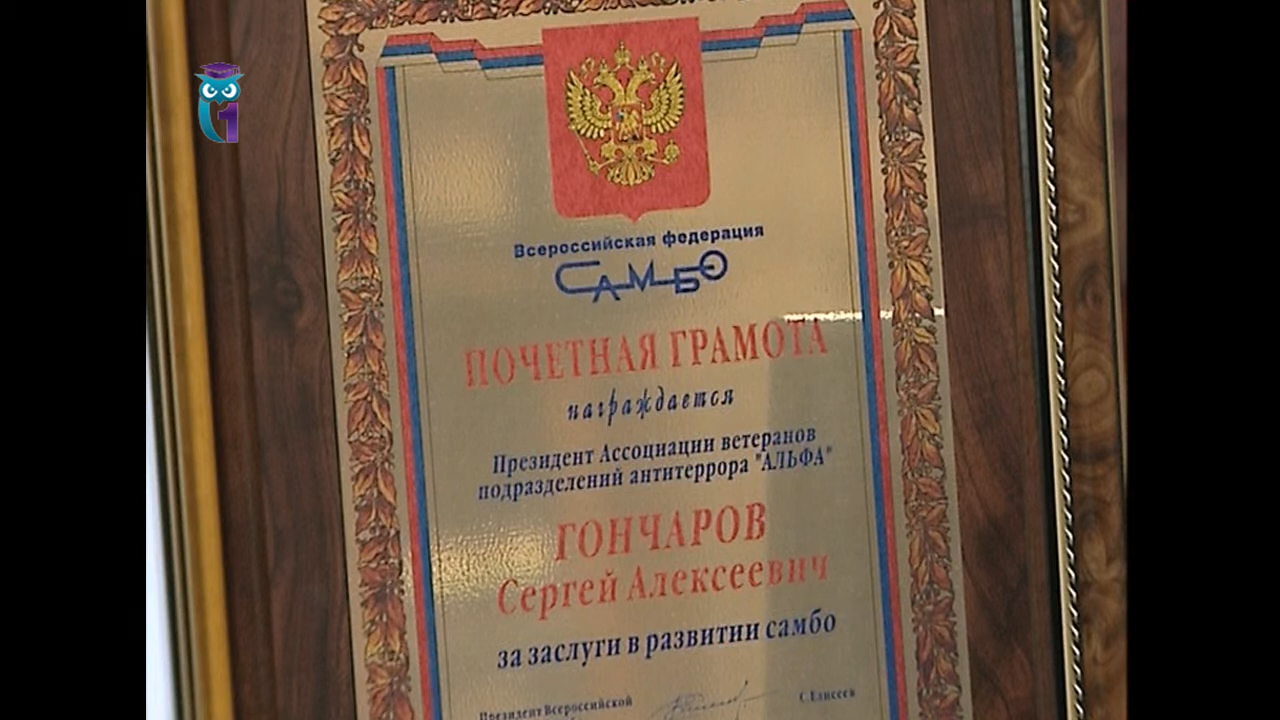 Всероссийская федерация
САМБО
ПОЧЕТНАЯ ГРАМОТА
награждается
Президент Ассоциации ветеранов
подразделений антитеррора "АЛЬФА"
ГОНЧАРОВ
Сергей Алексеевич
за заслуги в развитии самбо
Президент Всероссийской
С.Елисеев